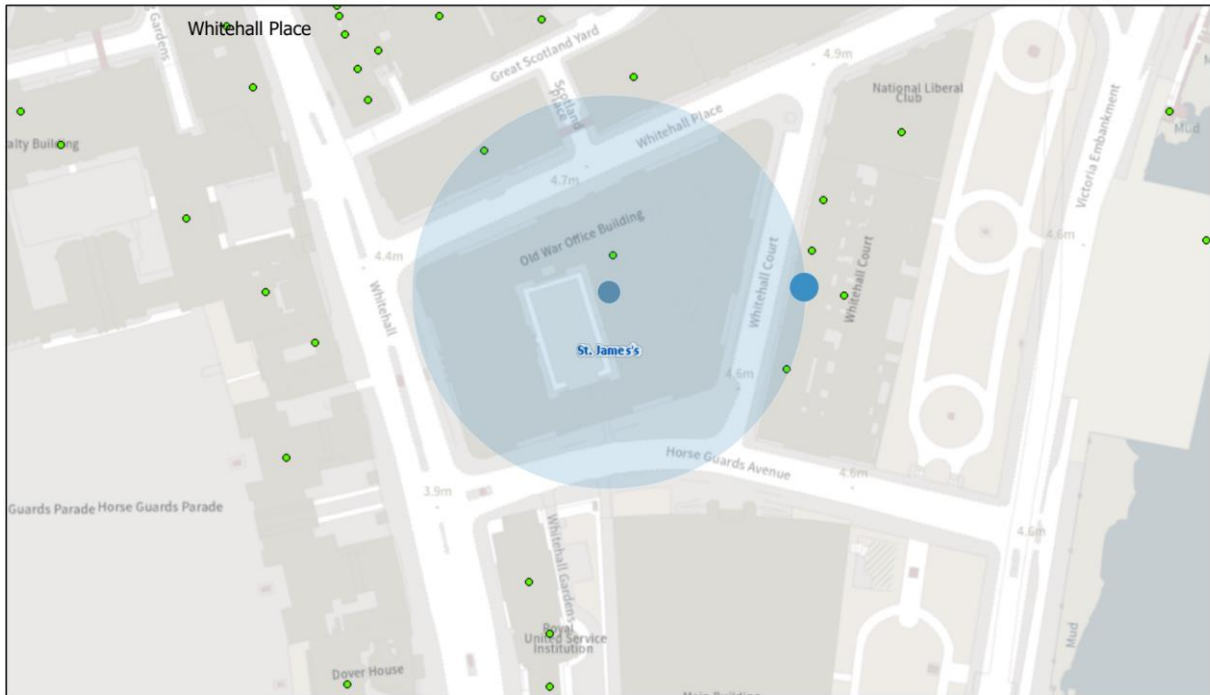 Whitehall Place
Gardens
Great Scotland Yard
Scotland
Place
4.9m
National Liberal
Club
Victoria Embankment
Mud
alty Building
Whitehall Place
4.7m
Old War Office Building
4.4m
Whitehall
Whitehall Court
Whitehall Court
4.6m
St. James's
4.6m
Horse Guards Avenue
4.6m
3.9m
Guards Parade Horse Guards Parade
4.6m
Whitehall Gardens
Royal
United Service
Institution
Mud
Dover House
Main Building